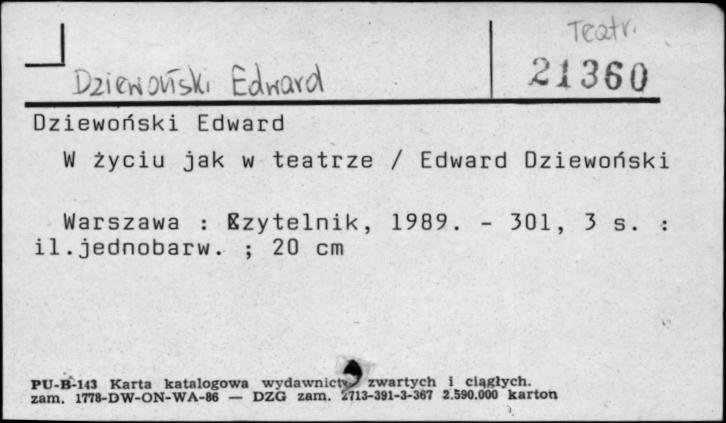 Teatr.
Dziewoński Edward
21360
Dziewoński Edward
W życiu jak w teatrze / Edward Dziewoński
Warszawa : Czytelnik, 1989. - 301, 3 s. :
il.jednobarw. ; 20 cm
PU-B-143 Karta katalogowa wydawnictw zwartych i ciągłych.
zam. 1778-DW-ON-WA-86 — DZG zam. 2713-391-3-367 2.590.000 karton